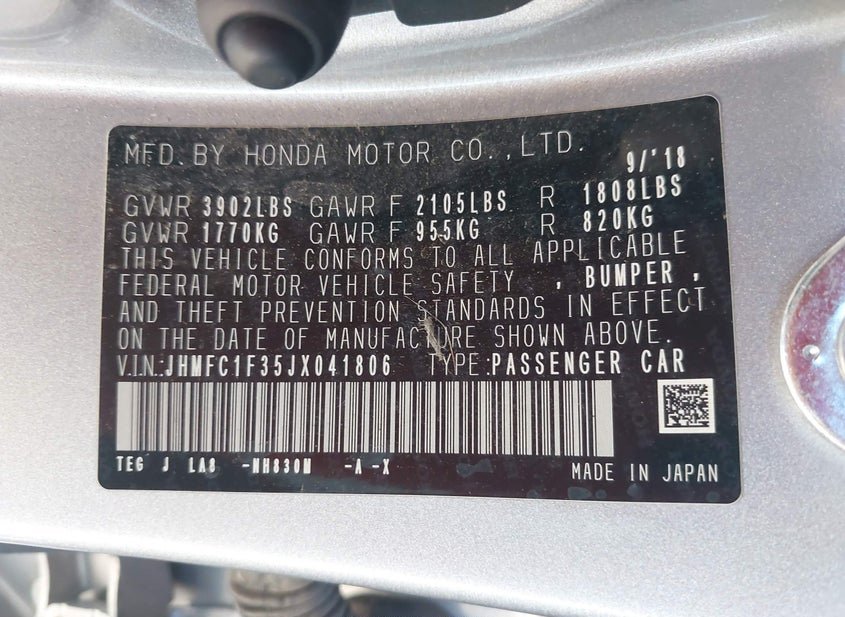 MFD. BY HONDA MOTOR CO., LTD. 9/'18
GVWR 3902LBS GAWR F 2105LBS R 1808LBS
GVWR 1770KG GAWR F 955KG R 820KG
THIS VEHICLE CONFORMS TO ALL APPLICABLE
FEDERAL MOTOR VEHICLE SAFETY , BUMPER ,
AND THEFT PREVENTION STANDARDS IN EFFECT
ON THE DATE OF MANUFACTURE SHOWN ABOVE.
V.I.N.:JHMFC1F35JX041806 TYPE:PASSENGER CAR
TEG J LA8 -NH830M -A -X
MADE IN JAPAN